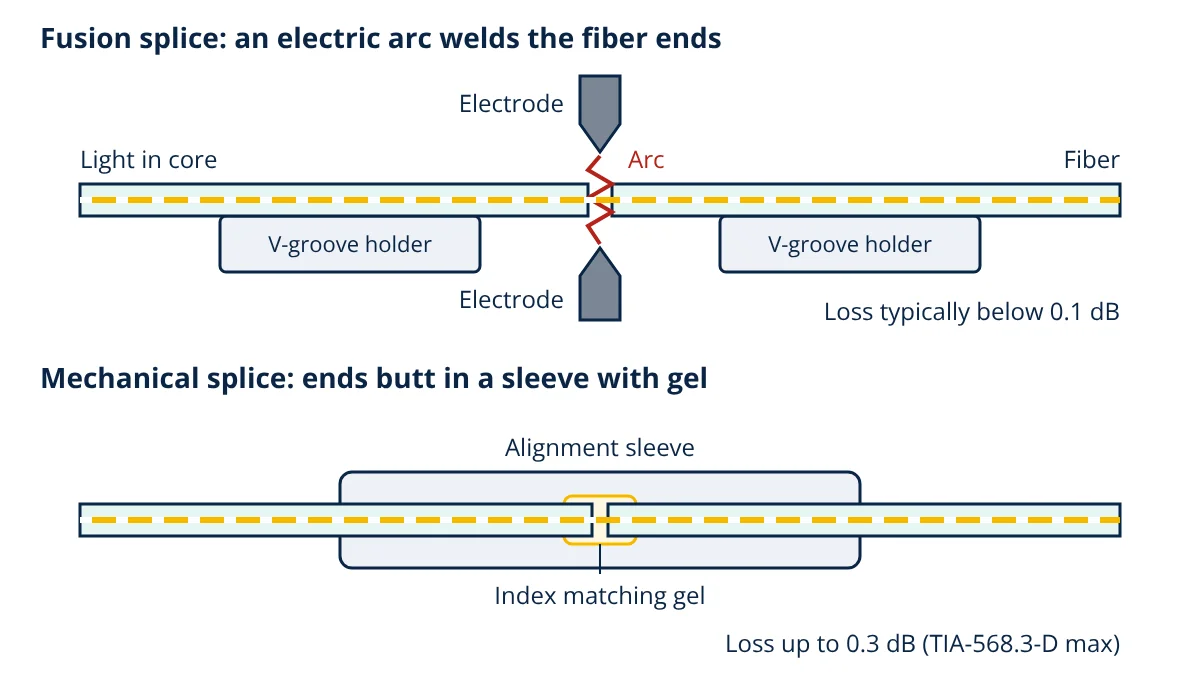 Fusion splice: an electric arc welds the fiber ends
Electrode
Light in core
Arc
Fiber
V-groove holder
V-groove holder
Electrode
Loss typically below 0.1 dB
Mechanical splice: ends butt in a sleeve with gel
Alignment sleeve
Index matching gel
Loss up to 0.3 dB (TIA-568.3-D max)